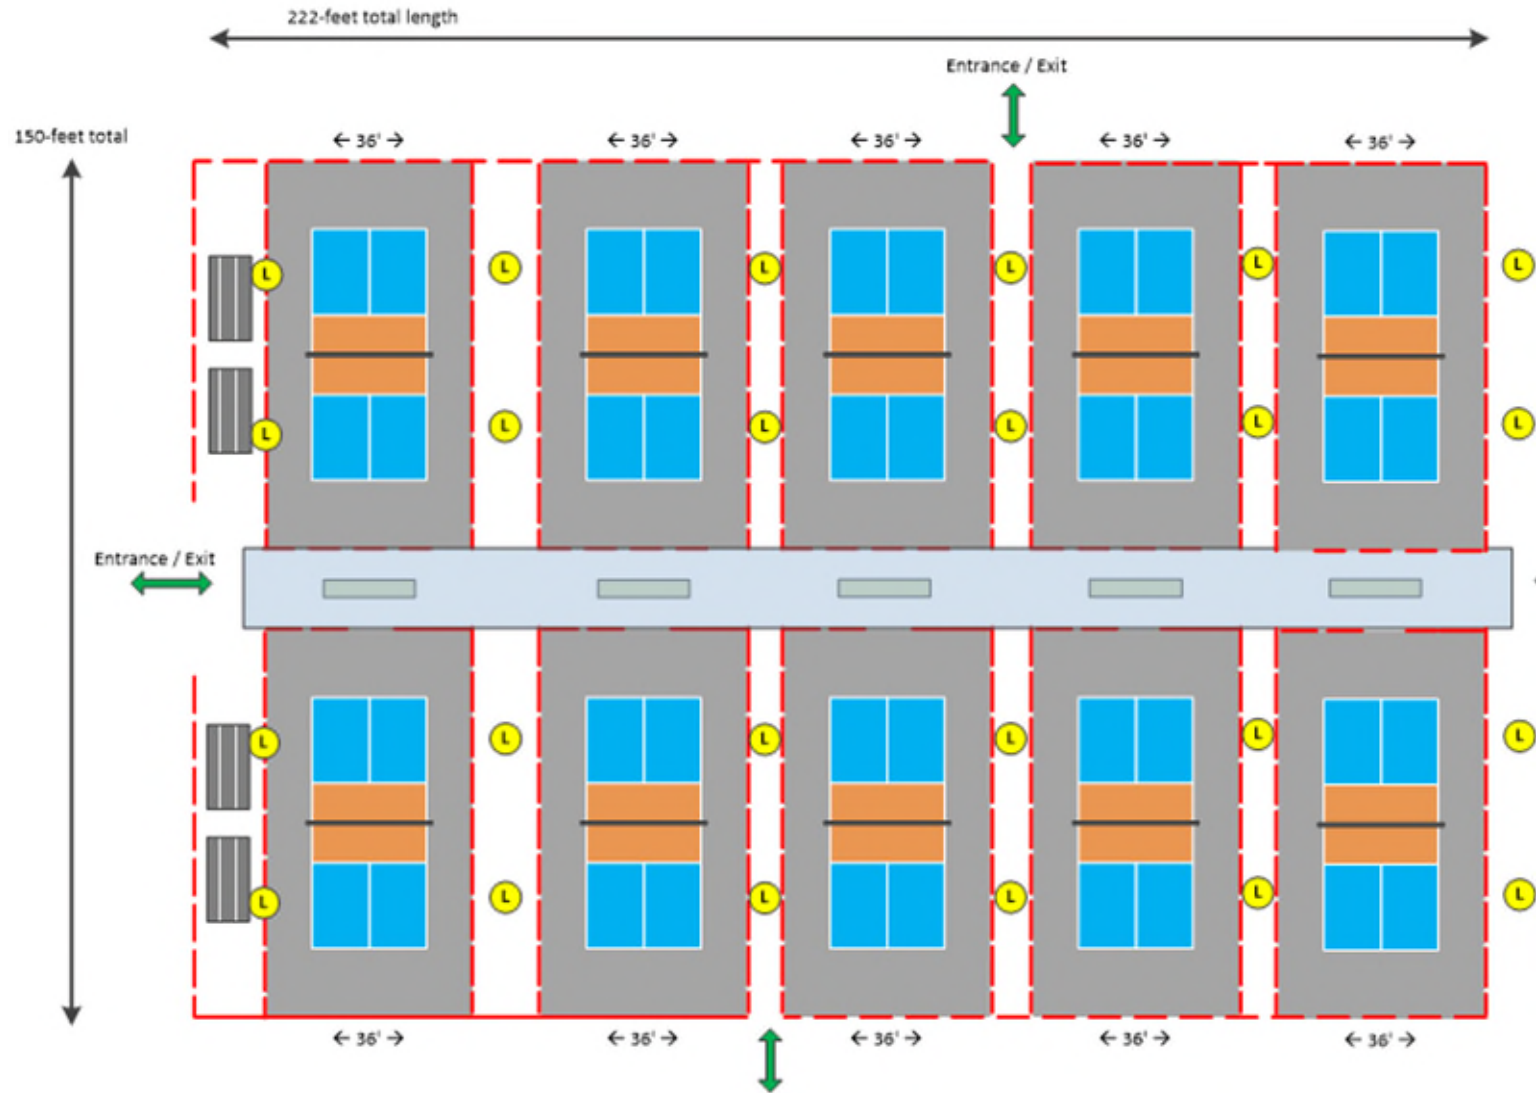 222-feet total length
Entrance / Exit
150-feet total
← 36' → ← 36' → ← 36' → ← 36' → ← 36' →
L L L L L L
L L L L L L
Entrance / Exit
L L L L L L
L L L L L L
← 36' → ← 36' → ← 36' → ← 36' → ← 36' →